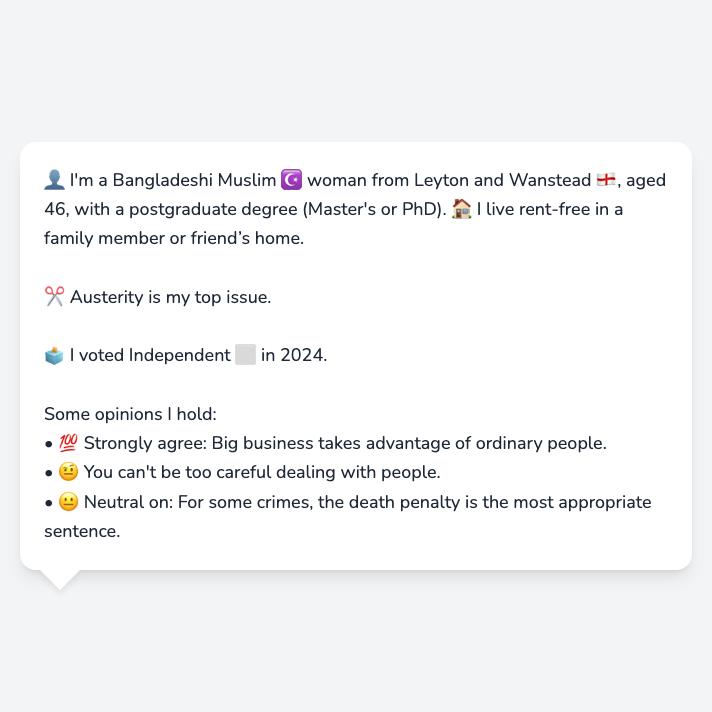 👤 I'm a Bangladeshi Muslim ☪️ woman from Leyton and Wanstead 🏴󠁧󠁢󠁥󠁮󠁧󠁿, aged
46, with a postgraduate degree (Master's or PhD). 🏠 I live rent-free in a
family member or friend’s home.
✂️ Austerity is my top issue.
🗳️ I voted Independent ⬜ in 2024.
Some opinions I hold:
• 💯 Strongly agree: Big business takes advantage of ordinary people.
• 🤨 You can't be too careful dealing with people.
• 😐 Neutral on: For some crimes, the death penalty is the most appropriate
sentence.